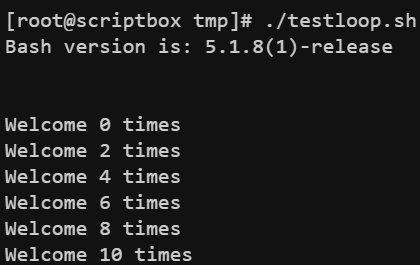 [root@scriptbox tmp]# ./testloop.sh
Bash version is: 5.1.8(1)-release
Welcome 0 times
Welcome 2 times
Welcome 4 times
Welcome 6 times
Welcome 8 times
Welcome 10 times